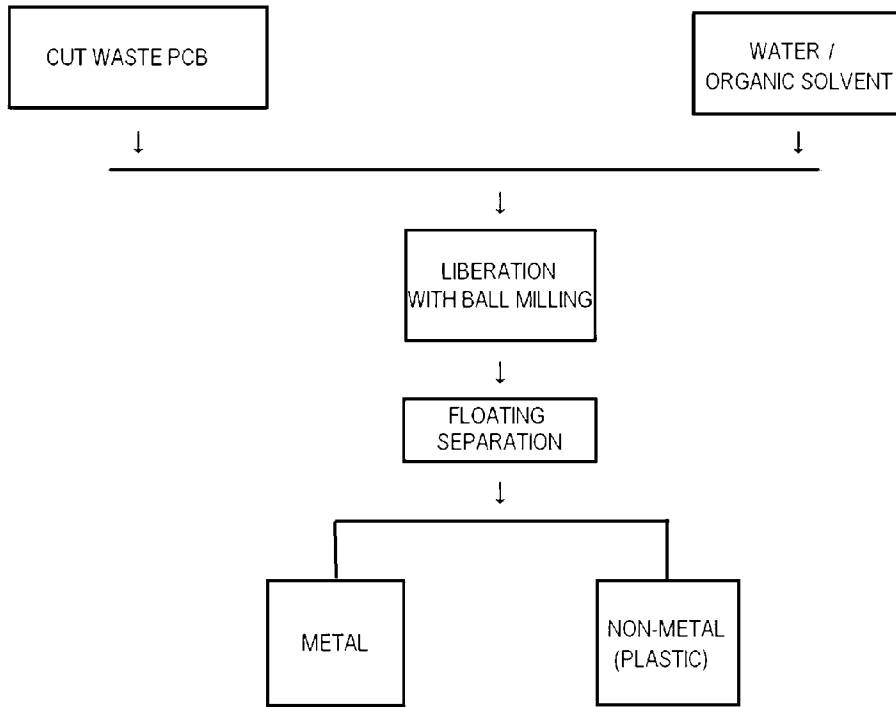 CUT WASTE PCB
WATER /
ORGANIC SOLVENT
↓
↓
↓
LIBERATION
WITH BALL MILLING
↓
FLOATING
SEPARATION
↓
METAL
NON-METAL
(PLASTIC)